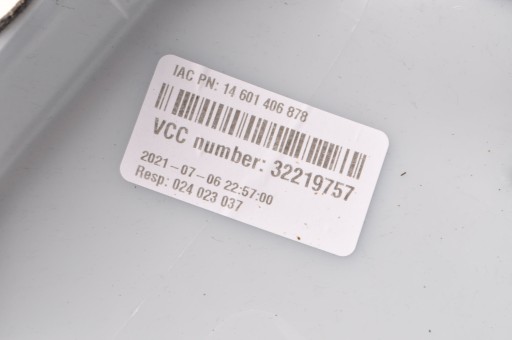 IAC PN: 14 601 406 878
VCC number: 32219757
2021-07-06 22:57:00
Resp: 024 023 037